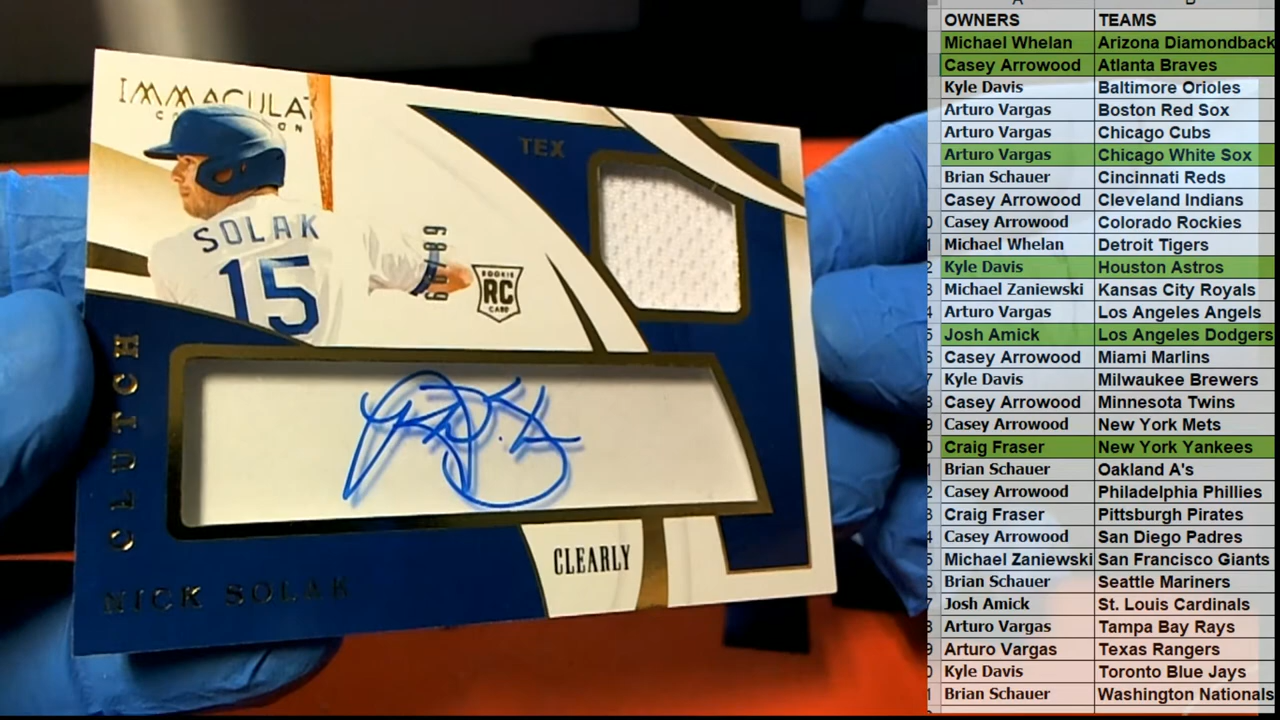 IMMACULAT
SOLAK
15
TEX
ROOKIE
RC
CARD
CLUTCH
CLEARLY
NICK SOLAK
OWNERS TEAMS
Michael Whelan Arizona Diamondback
Casey Arrowood Atlanta Braves
Kyle Davis Baltimore Orioles
Arturo Vargas Boston Red Sox
Arturo Vargas Chicago Cubs
Arturo Vargas Chicago White Sox
Brian Schauer Cincinnati Reds
Casey Arrowood Cleveland Indians
Casey Arrowood Colorado Rockies
Michael Whelan Detroit Tigers
Kyle Davis Houston Astros
Michael Zaniewski Kansas City Royals
Arturo Vargas Los Angeles Angels
Josh Amick Los Angeles Dodgers
Casey Arrowood Miami Marlins
Kyle Davis Milwaukee Brewers
Casey Arrowood Minnesota Twins
Casey Arrowood New York Mets
Craig Fraser New York Yankees
Brian Schauer Oakland A's
Casey Arrowood Philadelphia Phillies
Craig Fraser Pittsburgh Pirates
Casey Arrowood San Diego Padres
Michael Zaniewski San Francisco Giants
Brian Schauer Seattle Mariners
Josh Amick St. Louis Cardinals
Arturo Vargas Tampa Bay Rays
Arturo Vargas Texas Rangers
Kyle Davis Toronto Blue Jays
Brian Schauer Washington Nationals